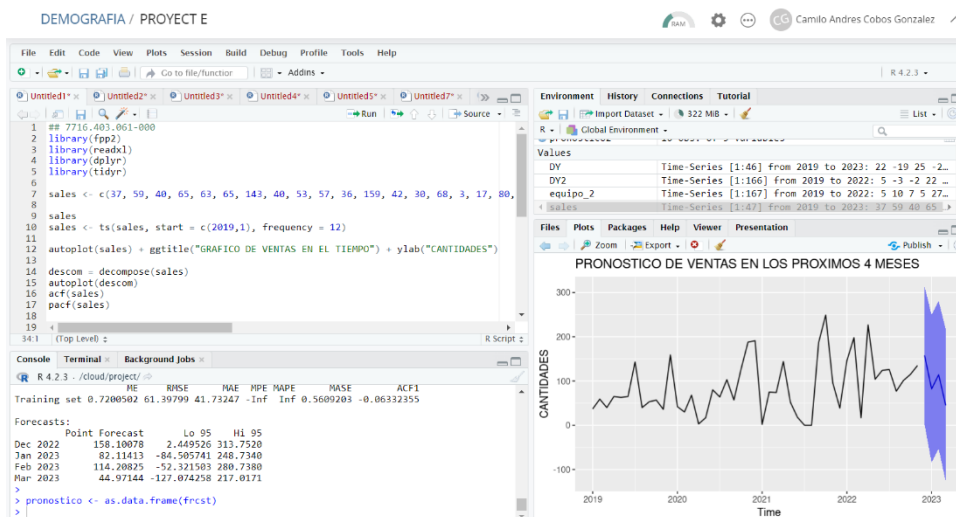 DEMOGRAFIA / PROYECT E
RAM
CG Camilo Andres Cobos Gonzalez
File Edit Code View Plots Session Build Debug Profile Tools Help
Go to file/function
Addins
R 4.2.3
Untitled1* Untitled2* Untitled3* Untitled4* Untitled5* Untitled7*
Run Source
1 ## 7716.403.061-000
2 library(fpp2)
3 library(readxl)
4 library(dplyr)
5 library(tidyr)
6
7 sales <- c(37, 59, 40, 65, 63, 65, 143, 40, 53, 57, 36, 159, 42, 30, 68, 3, 17, 80,
8
9 sales
10 sales <- ts(sales, start = c(2019,1), frequency = 12)
11
12 autoplot(sales) + ggtitle("GRAFICO DE VENTAS EN EL TIEMPO") + ylab("CANTIDADES")
13
14 descom = decompose(sales)
15 autoplot(descom)
16 acf(sales)
17 pacf(sales)
18
19
34:1 (Top Level) R Script
Console Terminal Background Jobs
R 4.2.3 · /cloud/project/
ME RMSE MAE MPE MAPE MASE ACF1
Training set 0.7200502 61.39799 41.73247 -Inf Inf 0.5609203 -0.06332355
Forecasts:
Point Forecast Lo 95 Hi 95
Dec 2022 158.10078 2.449526 313.7520
Jan 2023 82.11413 -84.505741 248.7340
Feb 2023 114.20825 -52.321503 280.7380
Mar 2023 44.97144 -127.074258 217.0171
>
> pronostico <- as.data.frame(frcst)
>
Environment History Connections Tutorial
Import Dataset 322 MiB List
R Global Environment
Values
DY Time-Series [1:46] from 2019 to 2023: 22 -19 25 -2…
DY2 Time-Series [1:166] from 2019 to 2022: 5 -3 -2 22 …
equipo_2 Time-Series [1:167] from 2019 to 2022: 5 10 7 5 27…
sales Time-Series [1:47] from 2019 to 2023: 37 59 40 65
Files Plots Packages Help Viewer Presentation
Zoom Export Publish
PRONOSTICO DE VENTAS EN LOS PROXIMOS 4 MESES
300
200
100
0
-100
CANTIDADES
2019 2020 2021 2022 2023
Time